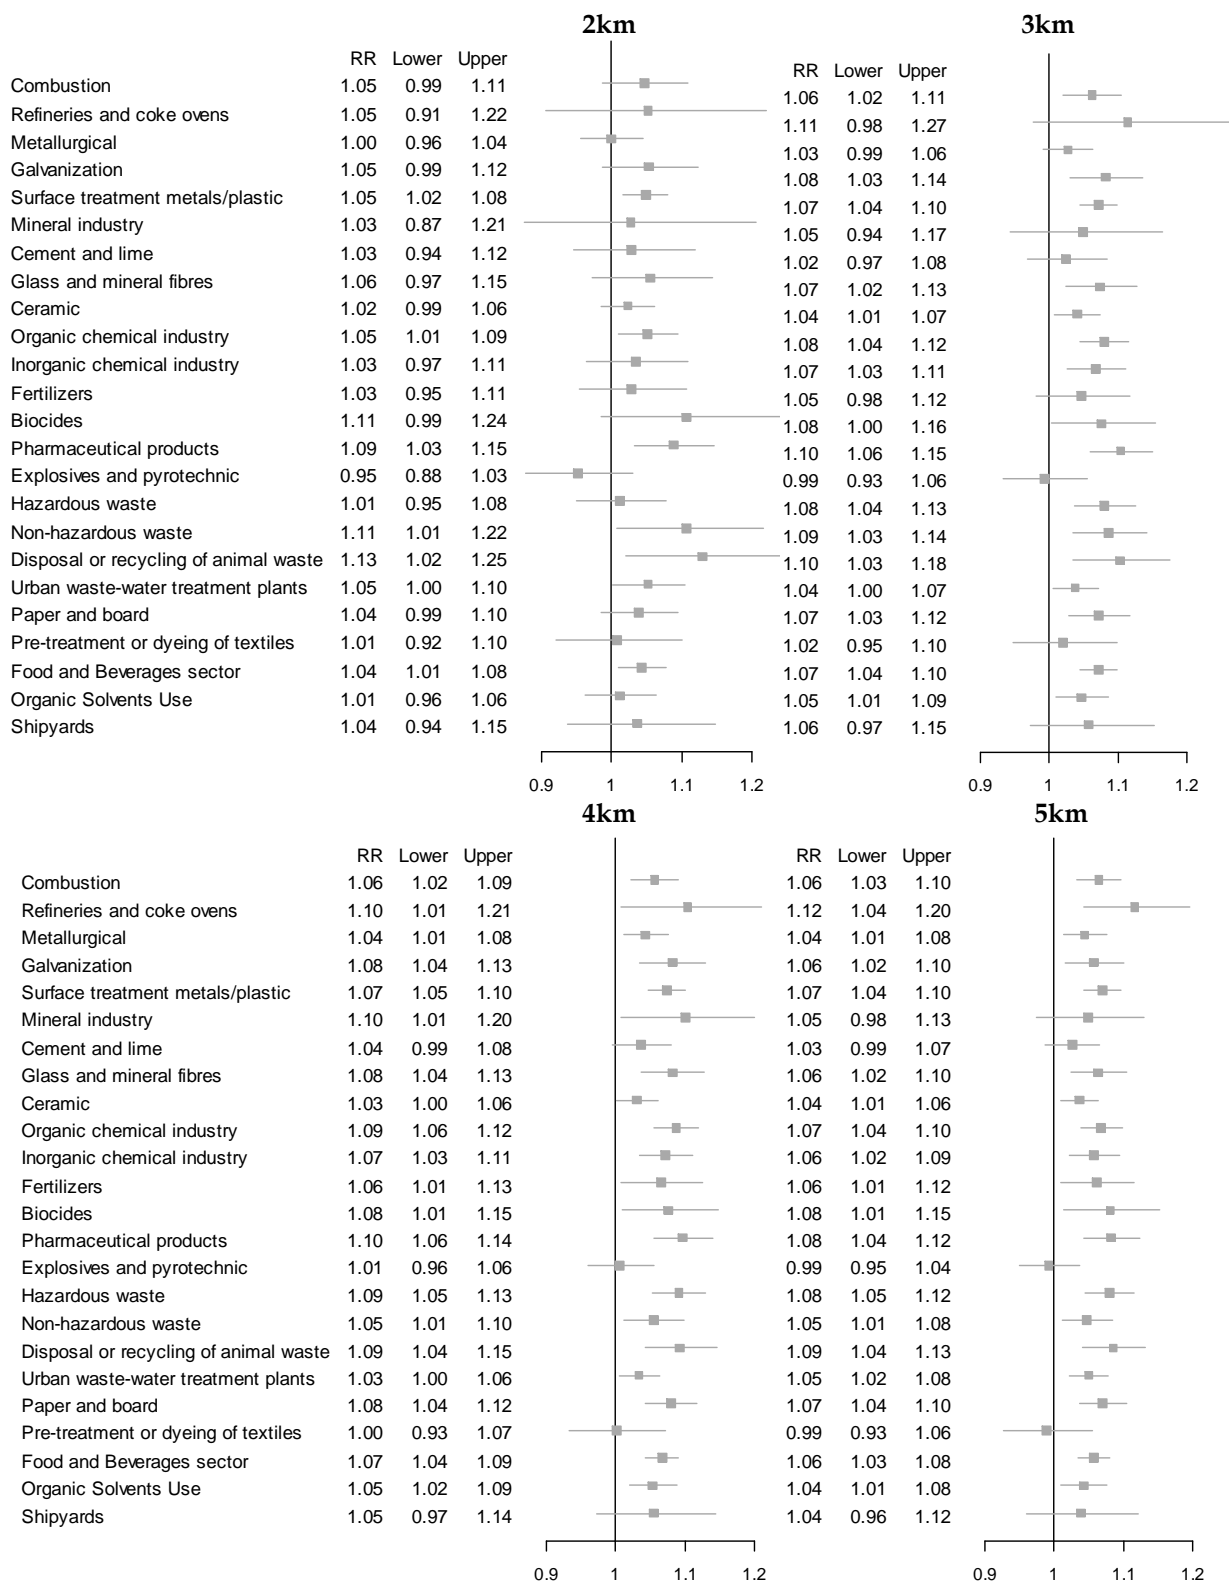 2km 3km
RR Lower Upper RR Lower Upper
Combustion 1.05 0.99 1.11 1.06 1.02 1.11
Refineries and coke ovens 1.05 0.91 1.22 1.11 0.98 1.27
Metallurgical 1.00 0.96 1.04 1.03 0.99 1.06
Galvanization 1.05 0.99 1.12 1.08 1.03 1.14
Surface treatment metals/plastic 1.05 1.02 1.08 1.07 1.04 1.10
Mineral industry 1.03 0.87 1.21 1.05 0.94 1.17
Cement and lime 1.03 0.94 1.12 1.02 0.97 1.08
Glass and mineral fibres 1.06 0.97 1.15 1.07 1.02 1.13
Ceramic 1.02 0.99 1.06 1.04 1.01 1.07
Organic chemical industry 1.05 1.01 1.09 1.08 1.04 1.12
Inorganic chemical industry 1.03 0.97 1.11 1.07 1.03 1.11
Fertilizers 1.03 0.95 1.11 1.05 0.98 1.12
Biocides 1.11 0.99 1.24 1.08 1.00 1.16
Pharmaceutical products 1.09 1.03 1.15 1.10 1.06 1.15
Explosives and pyrotechnic 0.95 0.88 1.03 0.99 0.93 1.06
Hazardous waste 1.01 0.95 1.08 1.08 1.04 1.13
Non-hazardous waste 1.11 1.01 1.22 1.09 1.03 1.14
Disposal or recycling of animal waste 1.13 1.02 1.25 1.10 1.03 1.18
Urban waste-water treatment plants 1.05 1.00 1.10 1.04 1.00 1.07
Paper and board 1.04 0.99 1.10 1.07 1.03 1.12
Pre-treatment or dyeing of textiles 1.01 0.92 1.10 1.02 0.95 1.10
Food and Beverages sector 1.04 1.01 1.08 1.07 1.04 1.10
Organic Solvents Use 1.01 0.96 1.06 1.05 1.01 1.09
Shipyards 1.04 0.94 1.15 1.06 0.97 1.15
0.9 1 1.1 1.2 0.9 1 1.1 1.2
4km 5km
RR Lower Upper RR Lower Upper
Combustion 1.06 1.02 1.09 1.06 1.03 1.10
Refineries and coke ovens 1.10 1.01 1.21 1.12 1.04 1.20
Metallurgical 1.04 1.01 1.08 1.04 1.01 1.08
Galvanization 1.08 1.04 1.13 1.06 1.02 1.10
Surface treatment metals/plastic 1.07 1.05 1.10 1.07 1.04 1.10
Mineral industry 1.10 1.01 1.20 1.05 0.98 1.13
Cement and lime 1.04 0.99 1.08 1.03 0.99 1.07
Glass and mineral fibres 1.08 1.04 1.13 1.06 1.02 1.10
Ceramic 1.03 1.00 1.06 1.04 1.01 1.06
Organic chemical industry 1.09 1.06 1.12 1.07 1.04 1.10
Inorganic chemical industry 1.07 1.03 1.11 1.06 1.02 1.09
Fertilizers 1.06 1.01 1.13 1.06 1.01 1.12
Biocides 1.08 1.01 1.15 1.08 1.01 1.15
Pharmaceutical products 1.10 1.06 1.14 1.08 1.04 1.12
Explosives and pyrotechnic 1.01 0.96 1.06 0.99 0.95 1.04
Hazardous waste 1.09 1.05 1.13 1.08 1.05 1.12
Non-hazardous waste 1.05 1.01 1.10 1.05 1.01 1.08
Disposal or recycling of animal waste 1.09 1.04 1.15 1.09 1.04 1.13
Urban waste-water treatment plants 1.03 1.00 1.06 1.05 1.02 1.08
Paper and board 1.08 1.04 1.12 1.07 1.04 1.10
Pre-treatment or dyeing of textiles 1.00 0.93 1.07 0.99 0.93 1.06
Food and Beverages sector 1.07 1.04 1.09 1.06 1.03 1.08
Organic Solvents Use 1.05 1.02 1.09 1.04 1.01 1.08
Shipyards 1.05 0.97 1.14 1.04 0.96 1.12
0.9 1 1.1 1.2 0.9 1 1.1 1.2